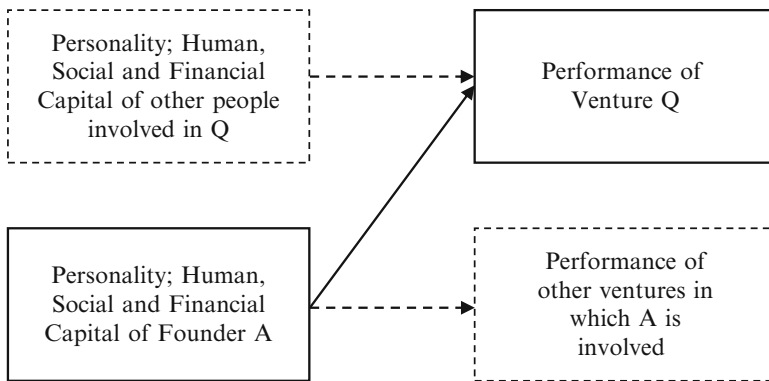 Personality; Human,
Social and Financial
Capital of other people
involved in Q
Performance of
Venture Q
Personality; Human,
Social and Financial
Capital of Founder A
Performance of
other ventures in
which A is
involved